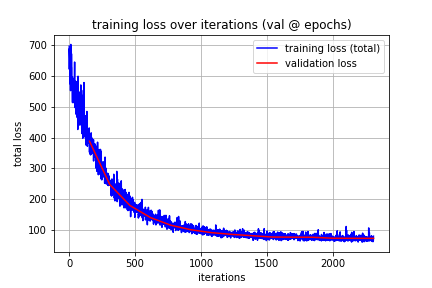 training loss over iterations (val @ epochs)
training loss (total)
validation loss
total loss
700
600
500
400
300
200
100
0
500
1000
1500
2000
iterations